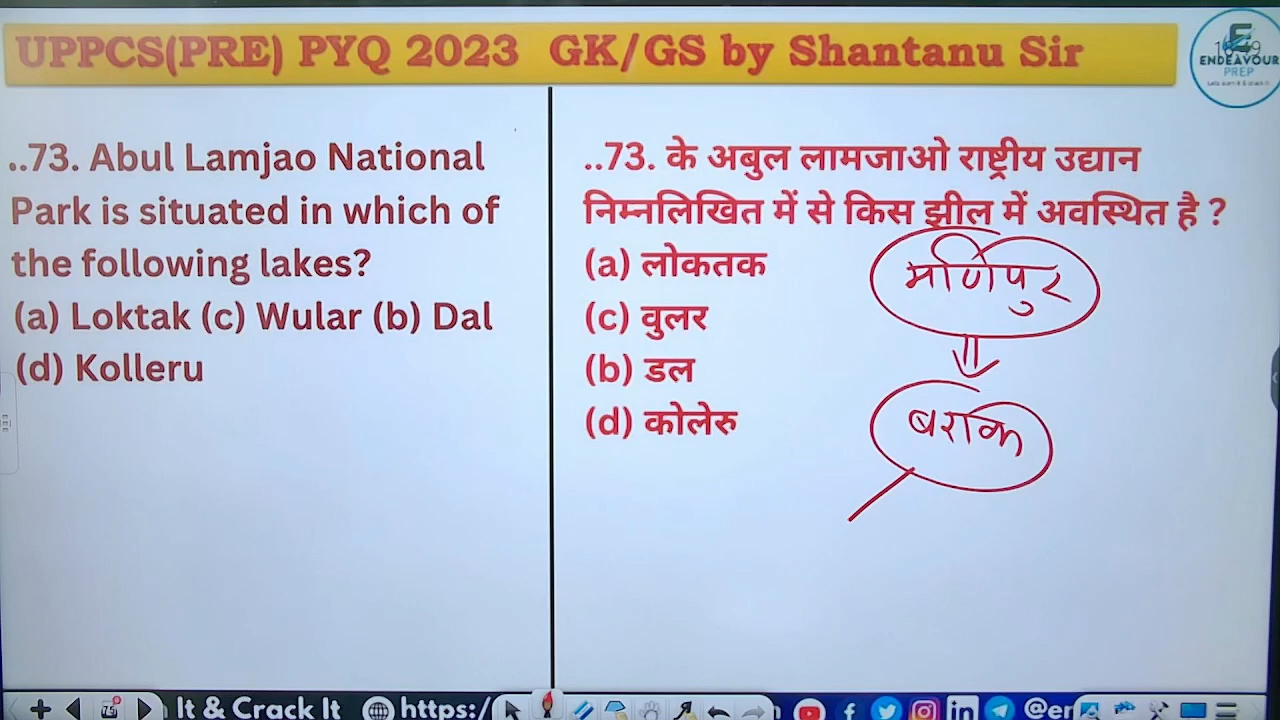 UPPCS(PRE) PYQ 2023 GK/GS by Shantanu Sir
ENDEAVOUR
PREP
..73. Abul Lamjao National
Park is situated in which of
the following lakes?
(a) Loktak (c) Wular (b) Dal
(d) Kolleru
..73. के अबुल लामजाओ राष्ट्रीय उद्यान
निम्नलिखित में से किस झील में अवस्थित है ?
(a) लोकतक
(c) वुलर
(b) डल
(d) कोलेरु
मणिपुर
बराक
It & Crack It
https:/